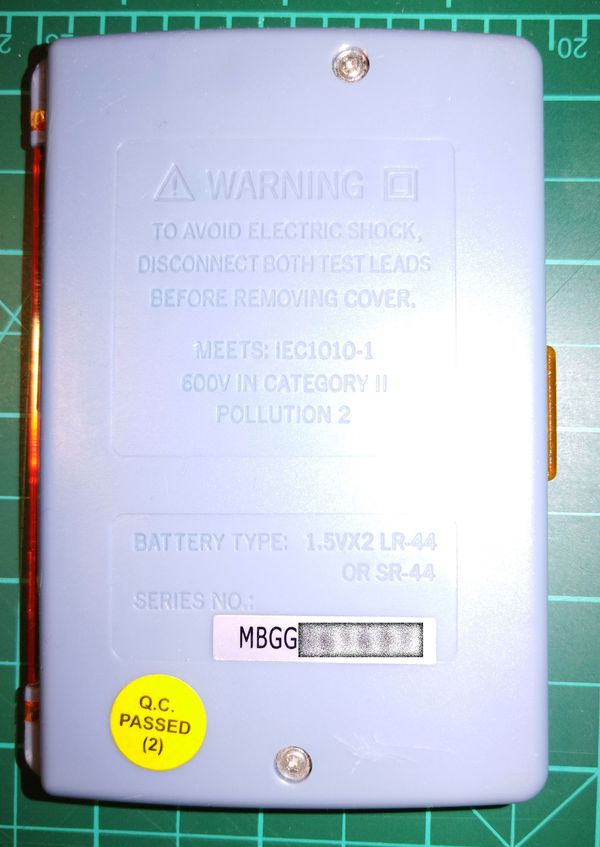 20
WARNING
TO AVOID ELECTRIC SHOCK,
DISCONNECT BOTH TEST LEADS
BEFORE REMOVING COVER.
MEETS: IEC1010-1
600V IN CATEGORY II
POLLUTION 2
BATTERY TYPE: 1.5VX2 LR-44
OR SR-44
SERIES NO.:
MBGG
Q.C.
PASSED
(2)